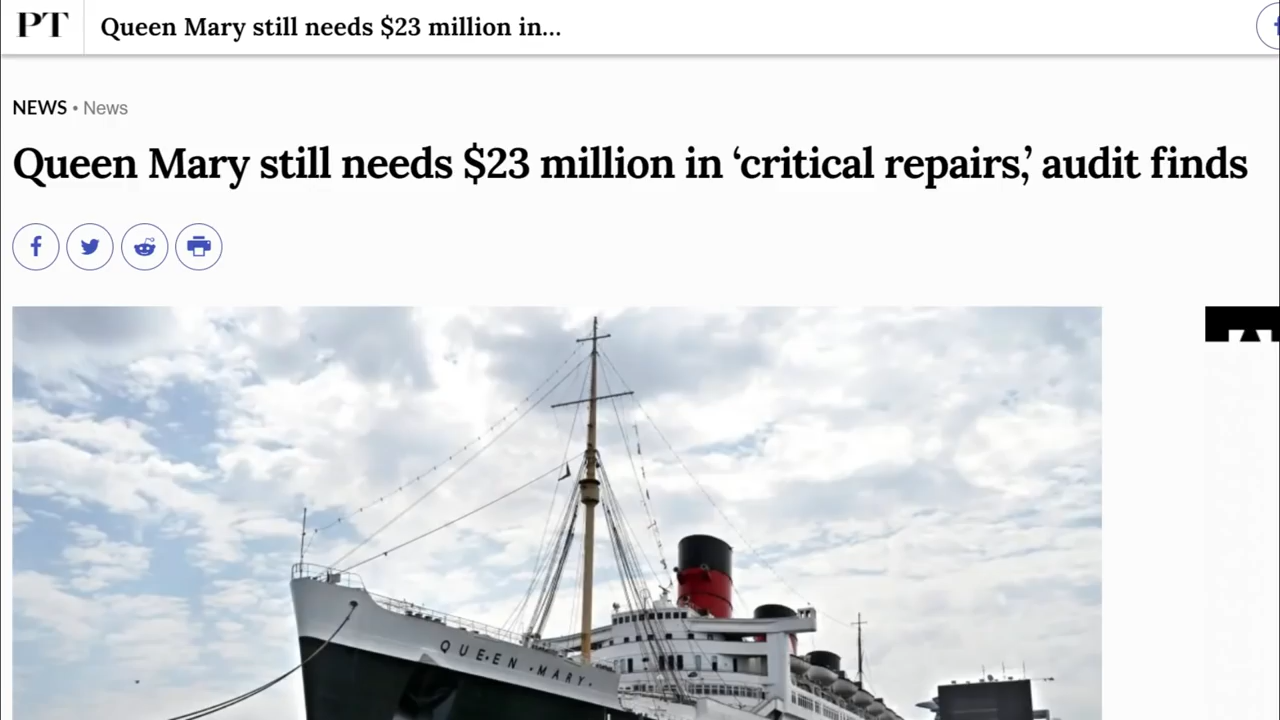 PT
Queen Mary still needs $23 million in...
NEWS • News
Queen Mary still needs $23 million in ‘critical repairs,’ audit finds
QUEEN • MARY •